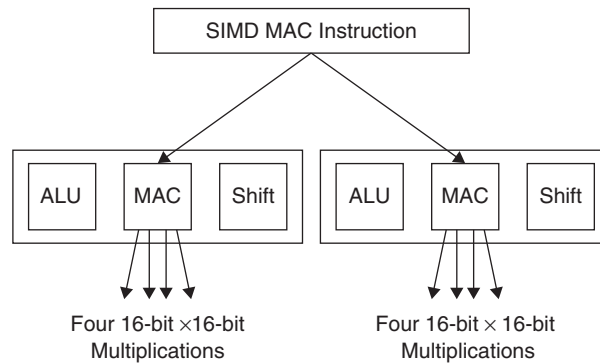 SIMD MAC Instruction
ALU MAC Shift ALU MAC Shift
Four 16-bit ×16-bit
Multiplications
Four 16-bit × 16-bit
Multiplications